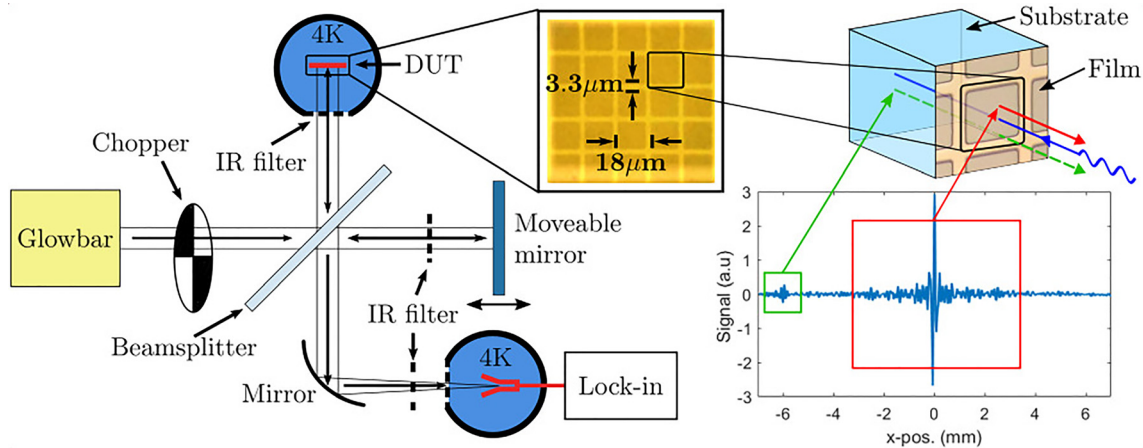 4K
DUT
IR filter
Chopper
Glowbar
Beamsplitter
Moveable
mirror
IR filter
Mirror
4K
Lock-in
3.3μm
18μm
Substrate
Film
Signal (a.u)
3
2
1
0
-1
-2
-3
-6
-4
-2
0
2
4
6
x-pos. (mm)